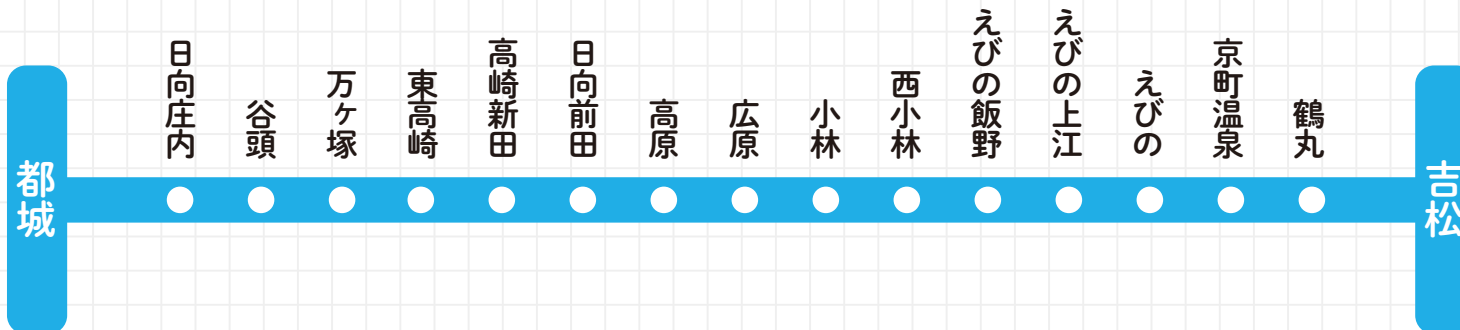 都城
日向庄内
谷頭
万ヶ塚
東高崎
高崎新田
日向前田
高原
広原
小林
西小林
えびの飯野
えびの上江
えびの
京町温泉
鶴丸
吉松